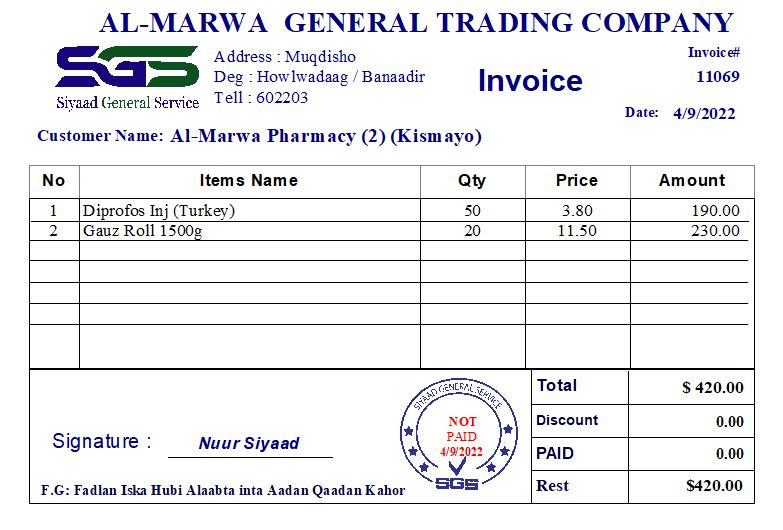 AL-MARWA GENERAL TRADING COMPANY
SGS
Siyaad General Service
Address : Muqdisho
Deg : Howlwadaag / Banaadir
Tell : 602203
Invoice
Invoice#
11069
Date: 4/9/2022
Customer Name: Al-Marwa Pharmacy (2) (Kismayo)
No Items Name Qty Price Amount
1 Diprofos Inj (Turkey) 50 3.80 190.00
2 Gauz Roll 1500g 20 11.50 230.00
Total $ 420.00
Discount 0.00
PAID 0.00
Rest $420.00
Signature : Nuur Siyaad
SIYAAD GENERAL SERVICE
NOT
PAID
4/9/2022
SGS
F.G: Fadlan Iska Hubi Alaabta inta Aadan Qaadan Kahor